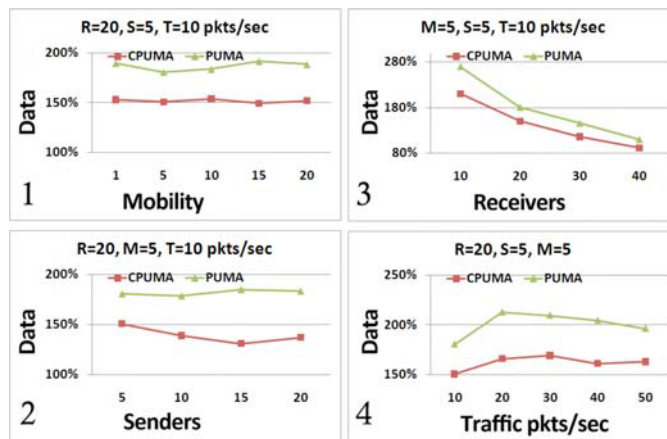 R=20, S=5, T=10 pkts/sec
200%
CPUMA PUMA
150%
100%
Data
1 5 10 15 20
1
Mobility
R=20, M=5, T=10 pkts/sec
200%
CPUMA PUMA
150%
100%
Data
5 10 15 20
2
Senders
M=5, S=5, T=10 pkts/sec
280%
CPUMA PUMA
180%
80%
Data
10 20 30 40
3
Receivers
R=20, S=5, M=5
250%
CPUMA PUMA
200%
150%
Data
10 20 30 40 50
4
Traffic pkts/sec